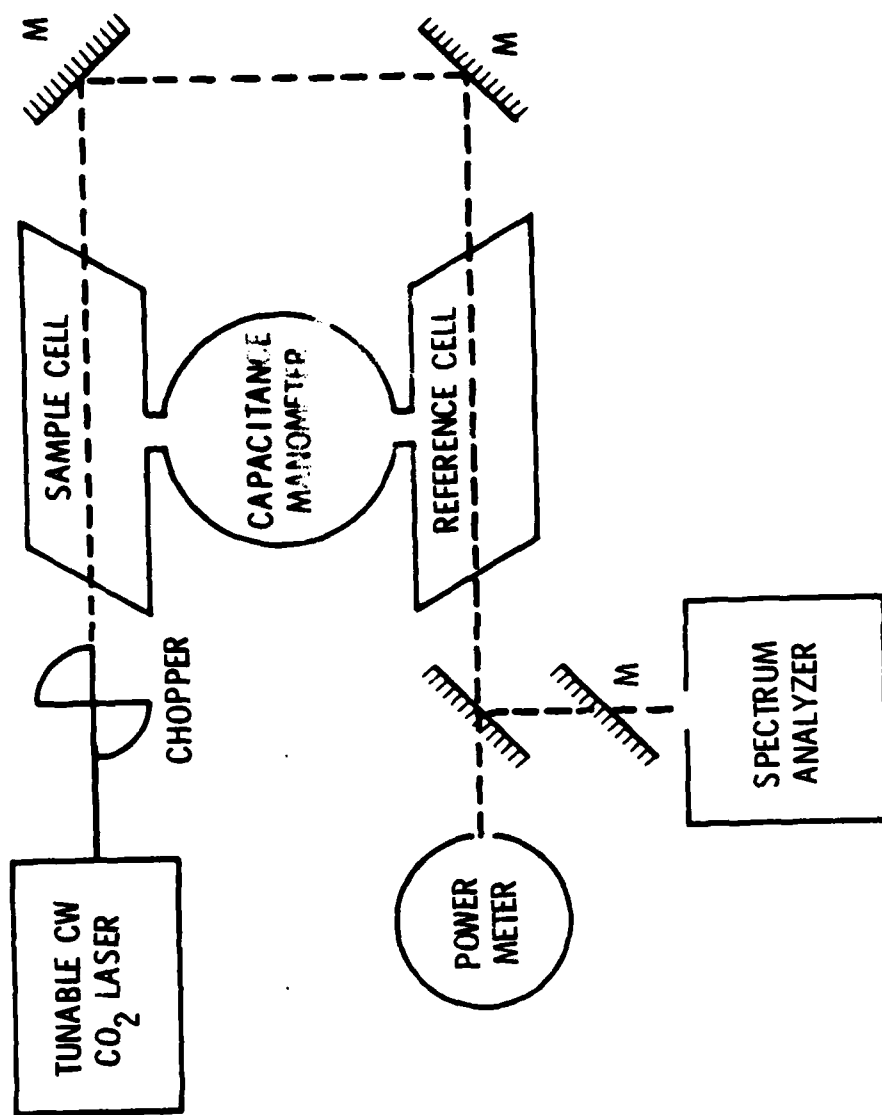 TUNABLE CW
CO₂ LASER
CHOPPER
SAMPLE CELL
M
CAPACITANCE
MANOMETER
REFERENCE CELL
M
POWER
METER
M
SPECTRUM
ANALYZER